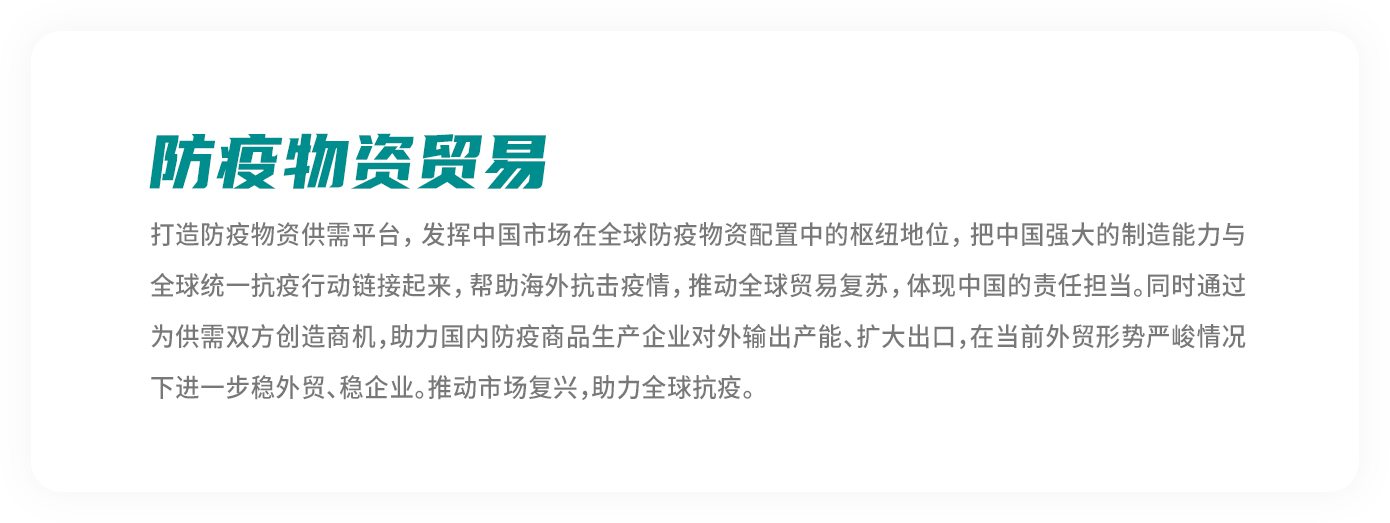 防疫物资贸易
打造防疫物资供需平台，发挥中国市场在全球防疫物资配置中的枢纽地位，把中国强大的制造能力与
全球统一抗疫行动链接起来，帮助海外抗击疫情，推动全球贸易复苏，体现中国的责任担当。同时通过
为供需双方创造商机，助力国内防疫商品生产企业对外输出产能、扩大出口，在当前外贸形势严峻情况
下进一步稳外贸、稳企业。推动市场复兴，助力全球抗疫。